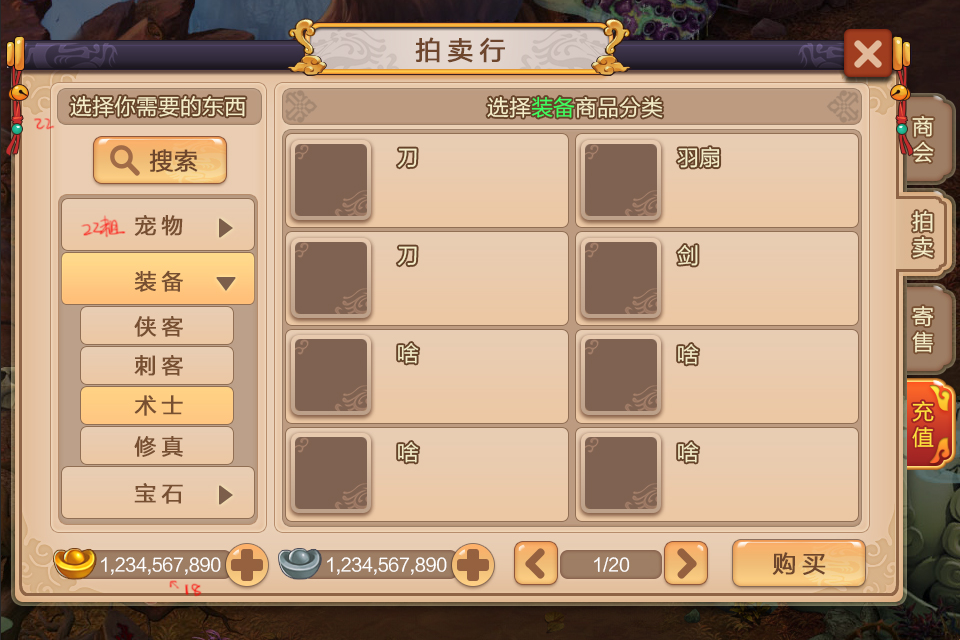 拍卖行
选择你需要的东西
22
搜索
22粗 宠物
装备
侠客
刺客
术士
修真
宝石
选择装备商品分类
刀
羽扇
刀
剑
啥
啥
啥
啥
商会
拍卖
寄售
充值
1,234,567,890
1,234,567,890
1/20
购买
18